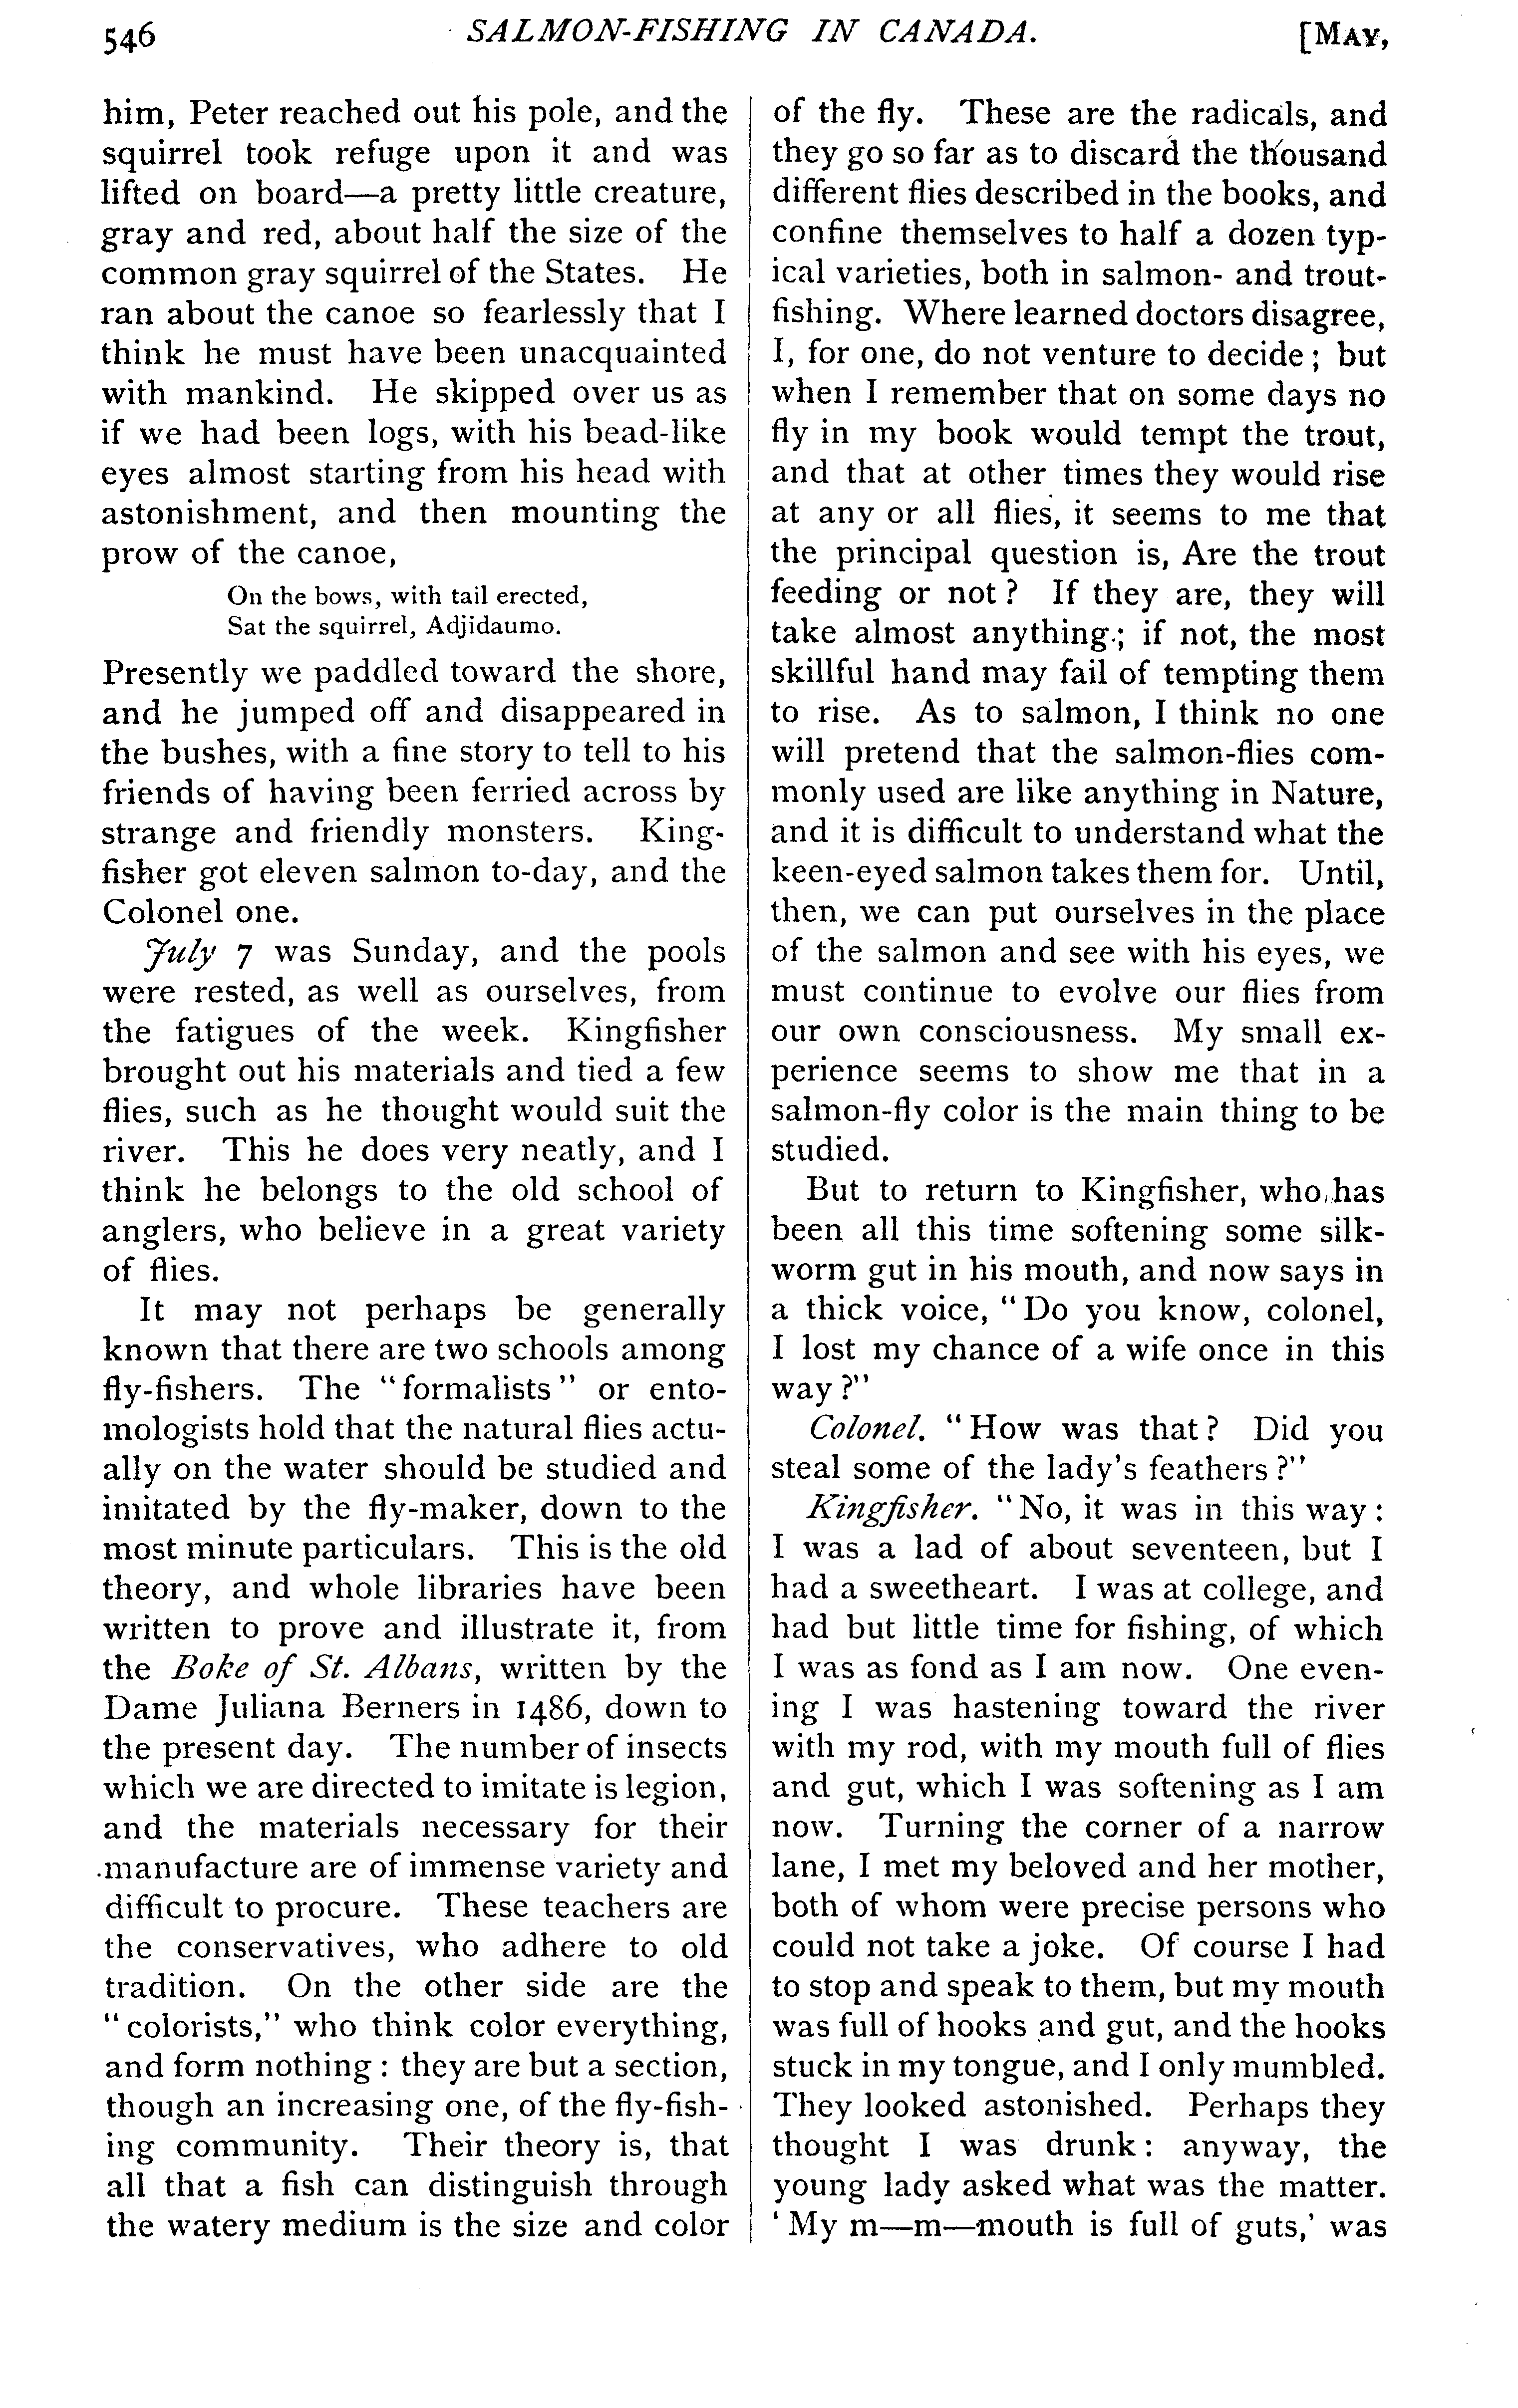 546 SALMON-FISHING IN CANADA. [MAY,
him, Peter reached out his pole, and the
squirrel took refuge upon it and was
lifted on board—a pretty little creature,
gray and red, about half the size of the
common gray squirrel of the States. He
ran about the canoe so fearlessly that I
think he must have been unacquainted
with mankind. He skipped over us as
if we had been logs, with his bead-like
eyes almost starting from his head with
astonishment, and then mounting the
prow of the canoe,
On the bows, with tail erected,
Sat the squirrel, Adjidaumo.
Presently we paddled toward the shore,
and he jumped off and disappeared in
the bushes, with a fine story to tell to his
friends of having been ferried across by
strange and friendly monsters. King-
fisher got eleven salmon to-day, and the
Colonel one.
July 7 was Sunday, and the pools
were rested, as well as ourselves, from
the fatigues of the week. Kingfisher
brought out his materials and tied a few
flies, such as he thought would suit the
river. This he does very neatly, and I
think he belongs to the old school of
anglers, who believe in a great variety
of flies.
It may not perhaps be generally
known that there are two schools among
fly-fishers. The "formalists" or ento-
mologists hold that the natural flies actu-
ally on the water should be studied and
imitated by the fly-maker, down to the
most minute particulars. This is the old
theory, and whole libraries have been
written to prove and illustrate it, from
the Boke of St. Albans, written by the
Dame Juliana Berners in 1486, down to
the present day. The number of insects
which we are directed to imitate is legion,
and the materials necessary for their
manufacture are of immense variety and
difficult to procure. These teachers are
the conservatives, who adhere to old
tradition. On the other side are the
"colorists," who think color everything,
and form nothing : they are but a section,
though an increasing one, of the fly-fish-
ing community. Their theory is, that
all that a fish can distinguish through
the watery medium is the size and color
of the fly. These are the radicals, and
they go so far as to discard the thousand
different flies described in the books, and
confine themselves to half a dozen typ-
ical varieties, both in salmon- and trout-
fishing. Where learned doctors disagree,
I, for one, do not venture to decide ; but
when I remember that on some days no
fly in my book would tempt the trout,
and that at other times they would rise
at any or all flies, it seems to me that
the principal question is, Are the trout
feeding or not ? If they are, they will
take almost anything ; if not, the most
skillful hand may fail of tempting them
to rise. As to salmon, I think no one
will pretend that the salmon-flies com-
monly used are like anything in Nature,
and it is difficult to understand what the
keen-eyed salmon takes them for. Until,
then, we can put ourselves in the place
of the salmon and see with his eyes, we
must continue to evolve our flies from
our own consciousness. My small ex-
perience seems to show me that in a
salmon-fly color is the main thing to be
studied.
But to return to Kingfisher, who has
been all this time softening some silk-
worm gut in his mouth, and now says in
a thick voice, "Do you know, colonel,
I lost my chance of a wife once in this
way ?"
Colonel. "How was that ? Did you
steal some of the lady's feathers ?"
Kingfisher. "No, it was in this way :
I was a lad of about seventeen, but I
had a sweetheart. I was at college, and
had but little time for fishing, of which
I was as fond as I am now. One even-
ing I was hastening toward the river
with my rod, with my mouth full of flies
and gut, which I was softening as I am
now. Turning the corner of a narrow
lane, I met my beloved and her mother,
both of whom were precise persons who
could not take a joke. Of course I had
to stop and speak to them, but my mouth
was full of hooks and gut, and the hooks
stuck in my tongue, and I only mumbled.
They looked astonished. Perhaps they
thought I was drunk : anyway, the
young lady asked what was the matter.
'My m—m—mouth is full of guts,' was